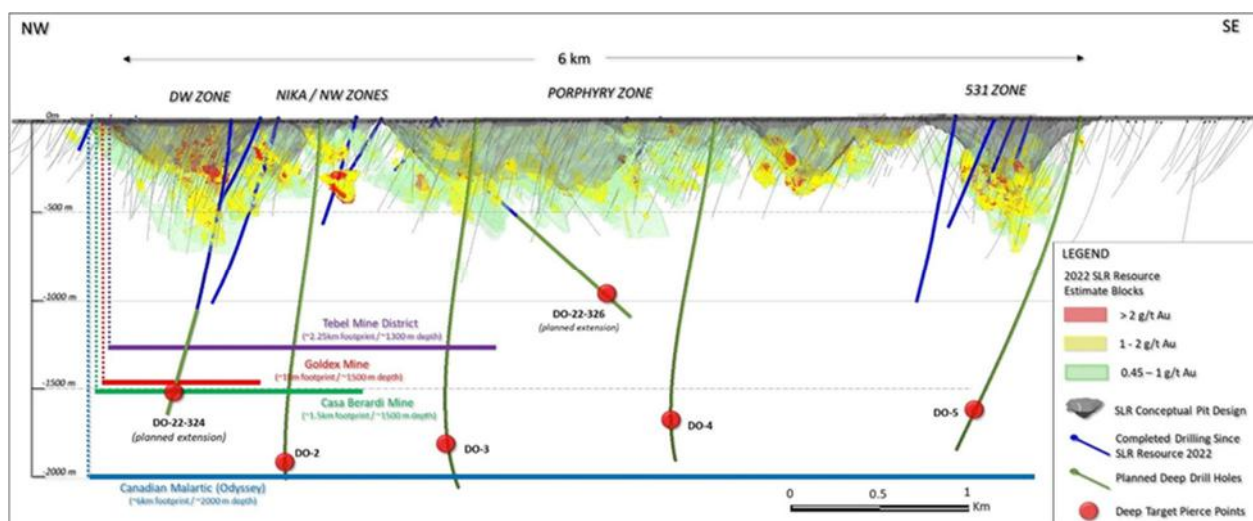 NW
SE
6 km
DW ZONE
NIKA / NW ZONES
PORPHYRY ZONE
531 ZONE
0m
-500 m
-1000 m
-1500 m
-2000 m
Tebel Mine District
(~2.25km footprint / ~1300 m depth)
Goldex Mine
footprint / ~1500 m depth)
Casa Berardi Mine
(~1.5km footprint / ~1500 m depth)
DO-22-324
(planned extension)
DO-22-326
(planned extension)
DO-2
DO-3
DO-4
DO-5
Canadian Malartic (Odyssey)
(~6km footprint / ~2000 m depth)
0 0.5 1
Km
LEGEND
2022 SLR Resource
Estimate Blocks
> 2 g/t Au
1 - 2 g/t Au
0.45 – 1 g/t Au
SLR Conceptual Pit Design
Completed Drilling Since
SLR Resource 2022
Planned Deep Drill Holes
Deep Target Pierce Points